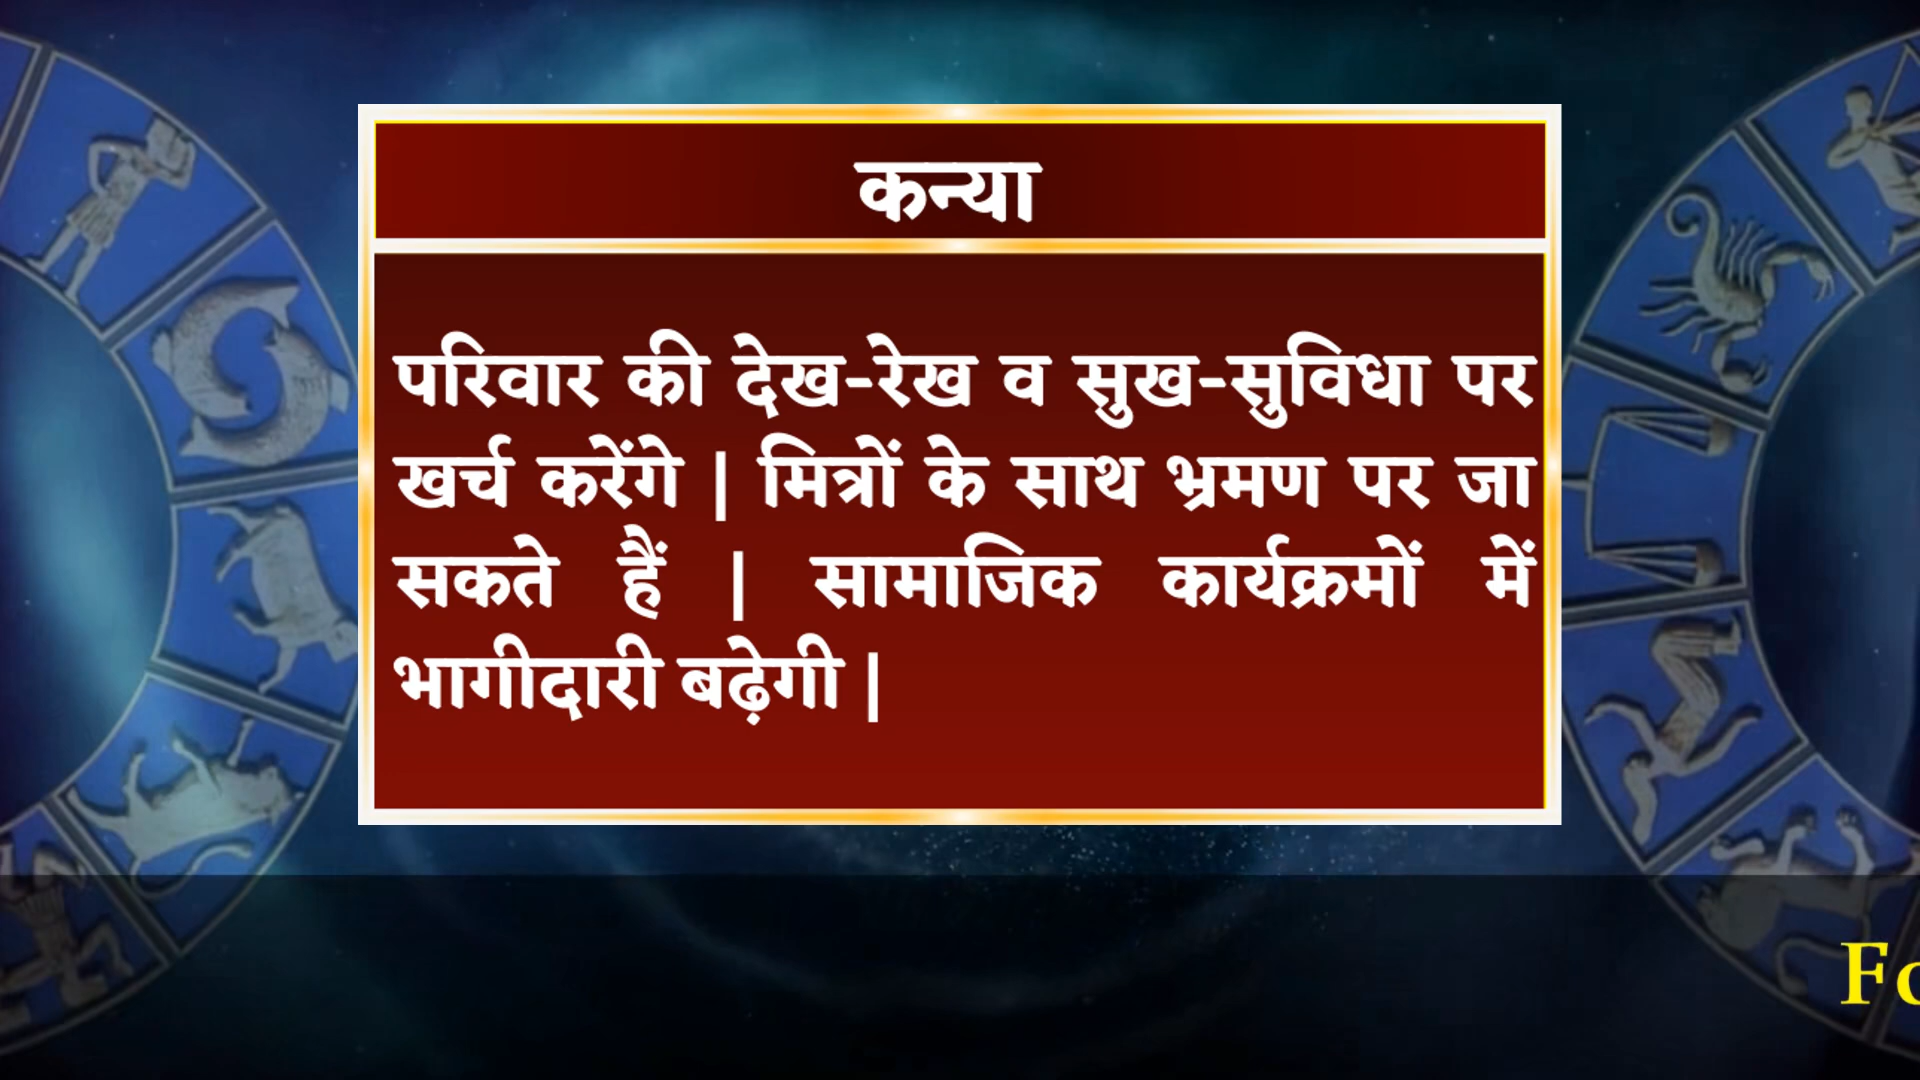 कन्या
परिवार की देख-रेख व सुख-सुविधा पर
खर्च करेंगे | मित्रों के साथ भ्रमण पर जा
सकते हैं | सामाजिक कार्यक्रमों में
भागीदारी बढ़ेगी |